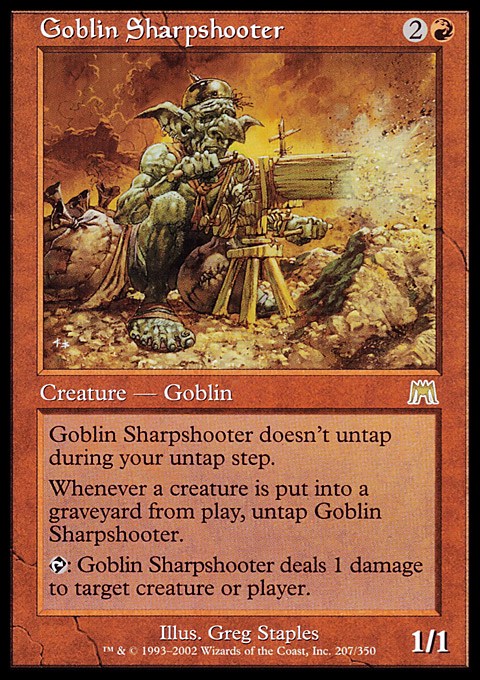 Goblin Sharpshooter 2
Creature — Goblin
Goblin Sharpshooter doesn't untap
during your untap step.
Whenever a creature is put into a
graveyard from play, untap Goblin
Sharpshooter.
: Goblin Sharpshooter deals 1 damage
to target creature or player.
Illus. Greg Staples
™ & © 1993–2002 Wizards of the Coast, Inc. 207/350
1/1